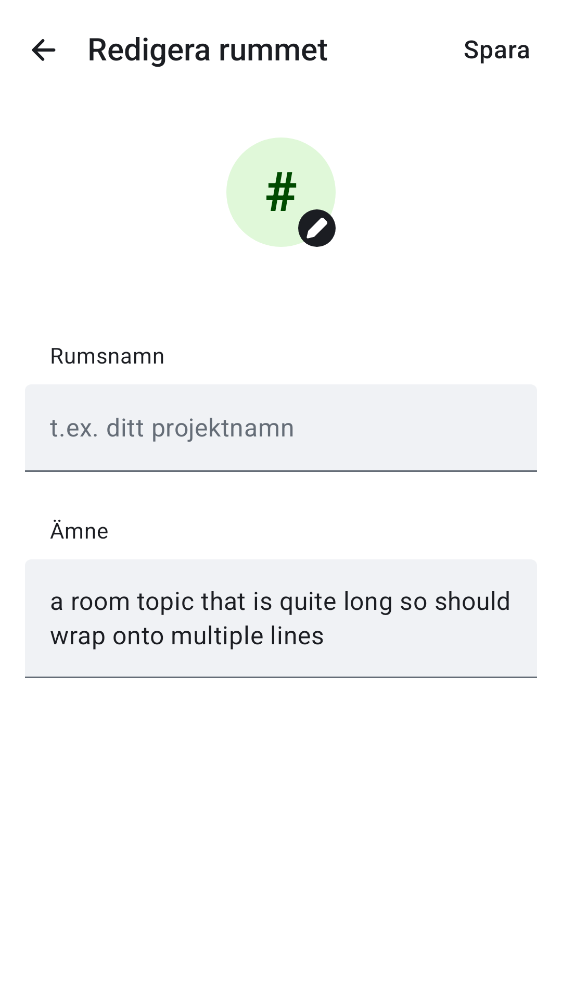 Redigera rummet
Spara
#
Rumsnamn
t.ex. ditt projektnamn
Ämne
a room topic that is quite long so should
wrap onto multiple lines